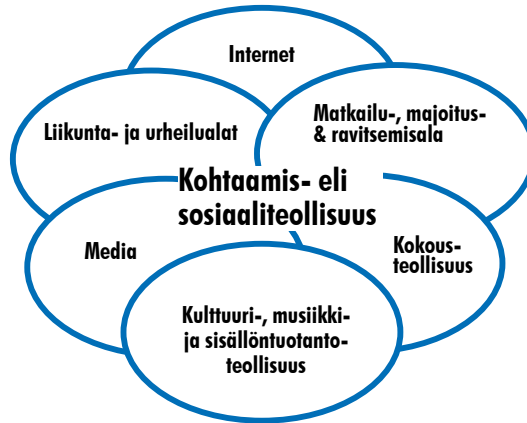 Internet
Liikunta- ja urheilualat
Matkailu-, majoitus-
& ravitsemisala
Kohtaamis- eli
sosiaaliteollisuus
Media
Kokous-
teollisuus
Kulttuuri-, musiikki-
ja sisällöntuotanto-
teollisuus